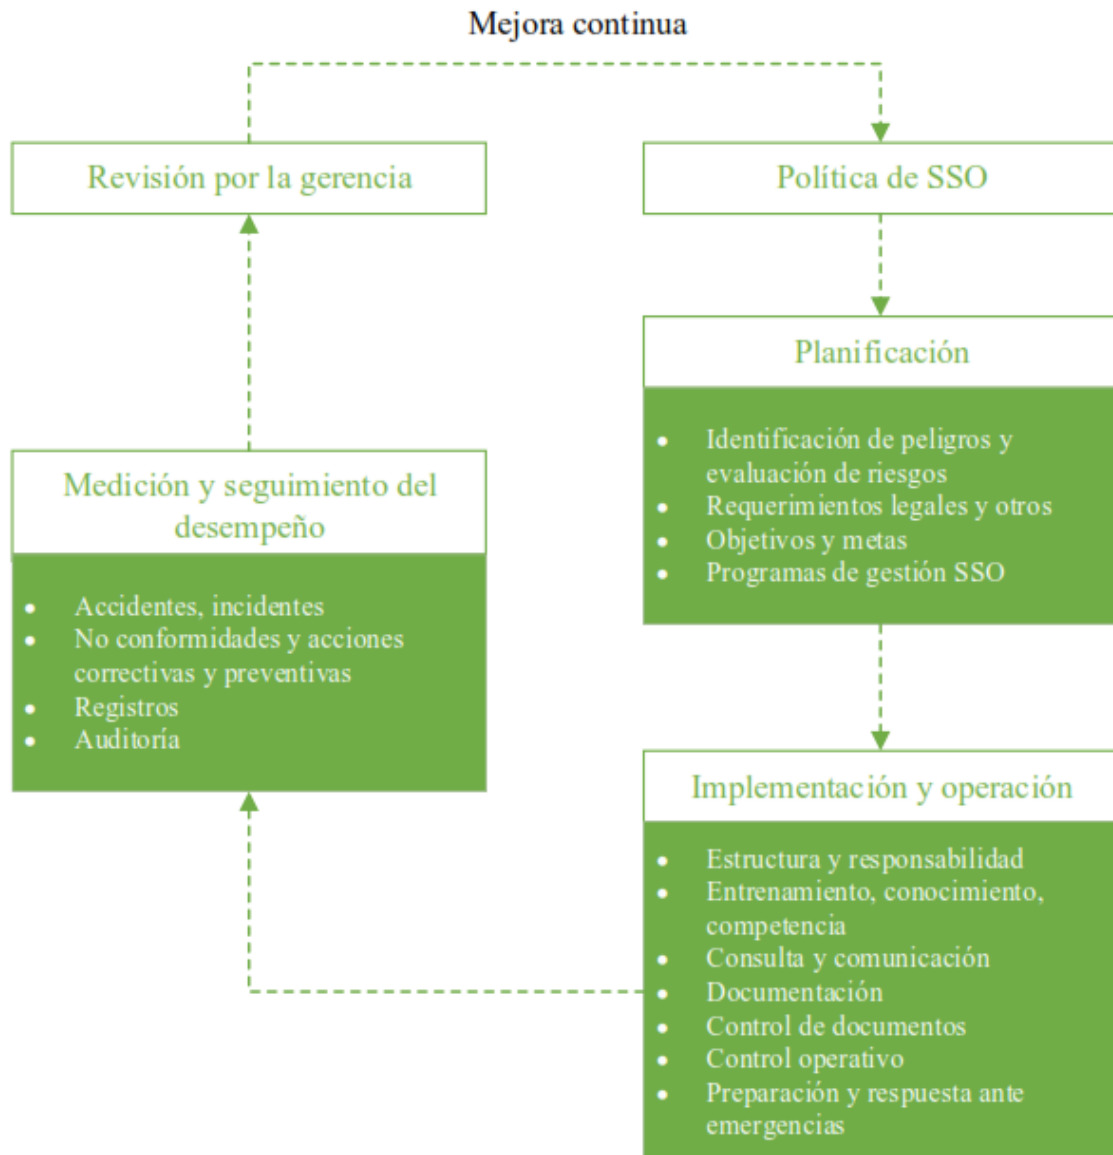 Mejora continua
Revisión por la gerencia
Política de SSO
Planificación
• Identificación de peligros y
evaluación de riesgos
• Requerimientos legales y otros
• Objetivos y metas
• Programas de gestión SSO
Medición y seguimiento del
desempeño
• Accidentes, incidentes
• No conformidades y acciones
correctivas y preventivas
• Registros
• Auditoría
Implementación y operación
• Estructura y responsabilidad
• Entrenamiento, conocimiento,
competencia
• Consulta y comunicación
• Documentación
• Control de documentos
• Control operativo
• Preparación y respuesta ante
emergencias